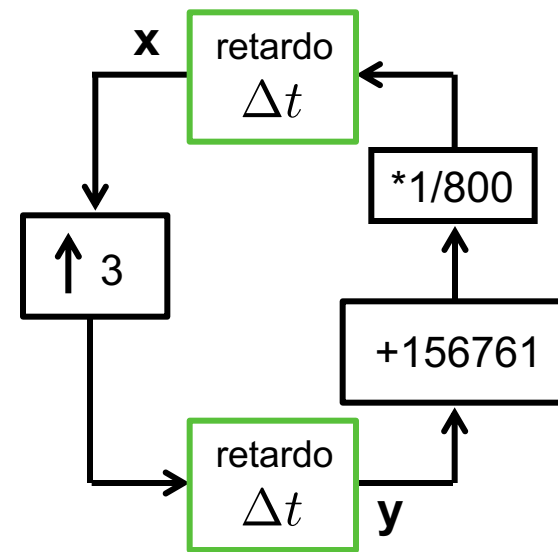 x
retardo
Δt
*1/800
↑ 3
+156761
retardo
Δt
y